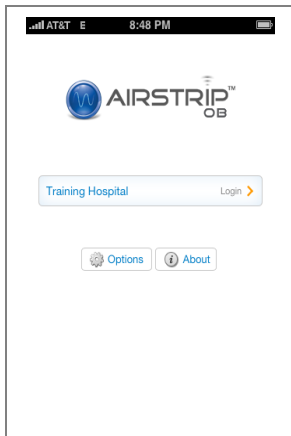 AT&T E 8:48 PM
AIRSTRIP™
OB
Training Hospital Login
Options About